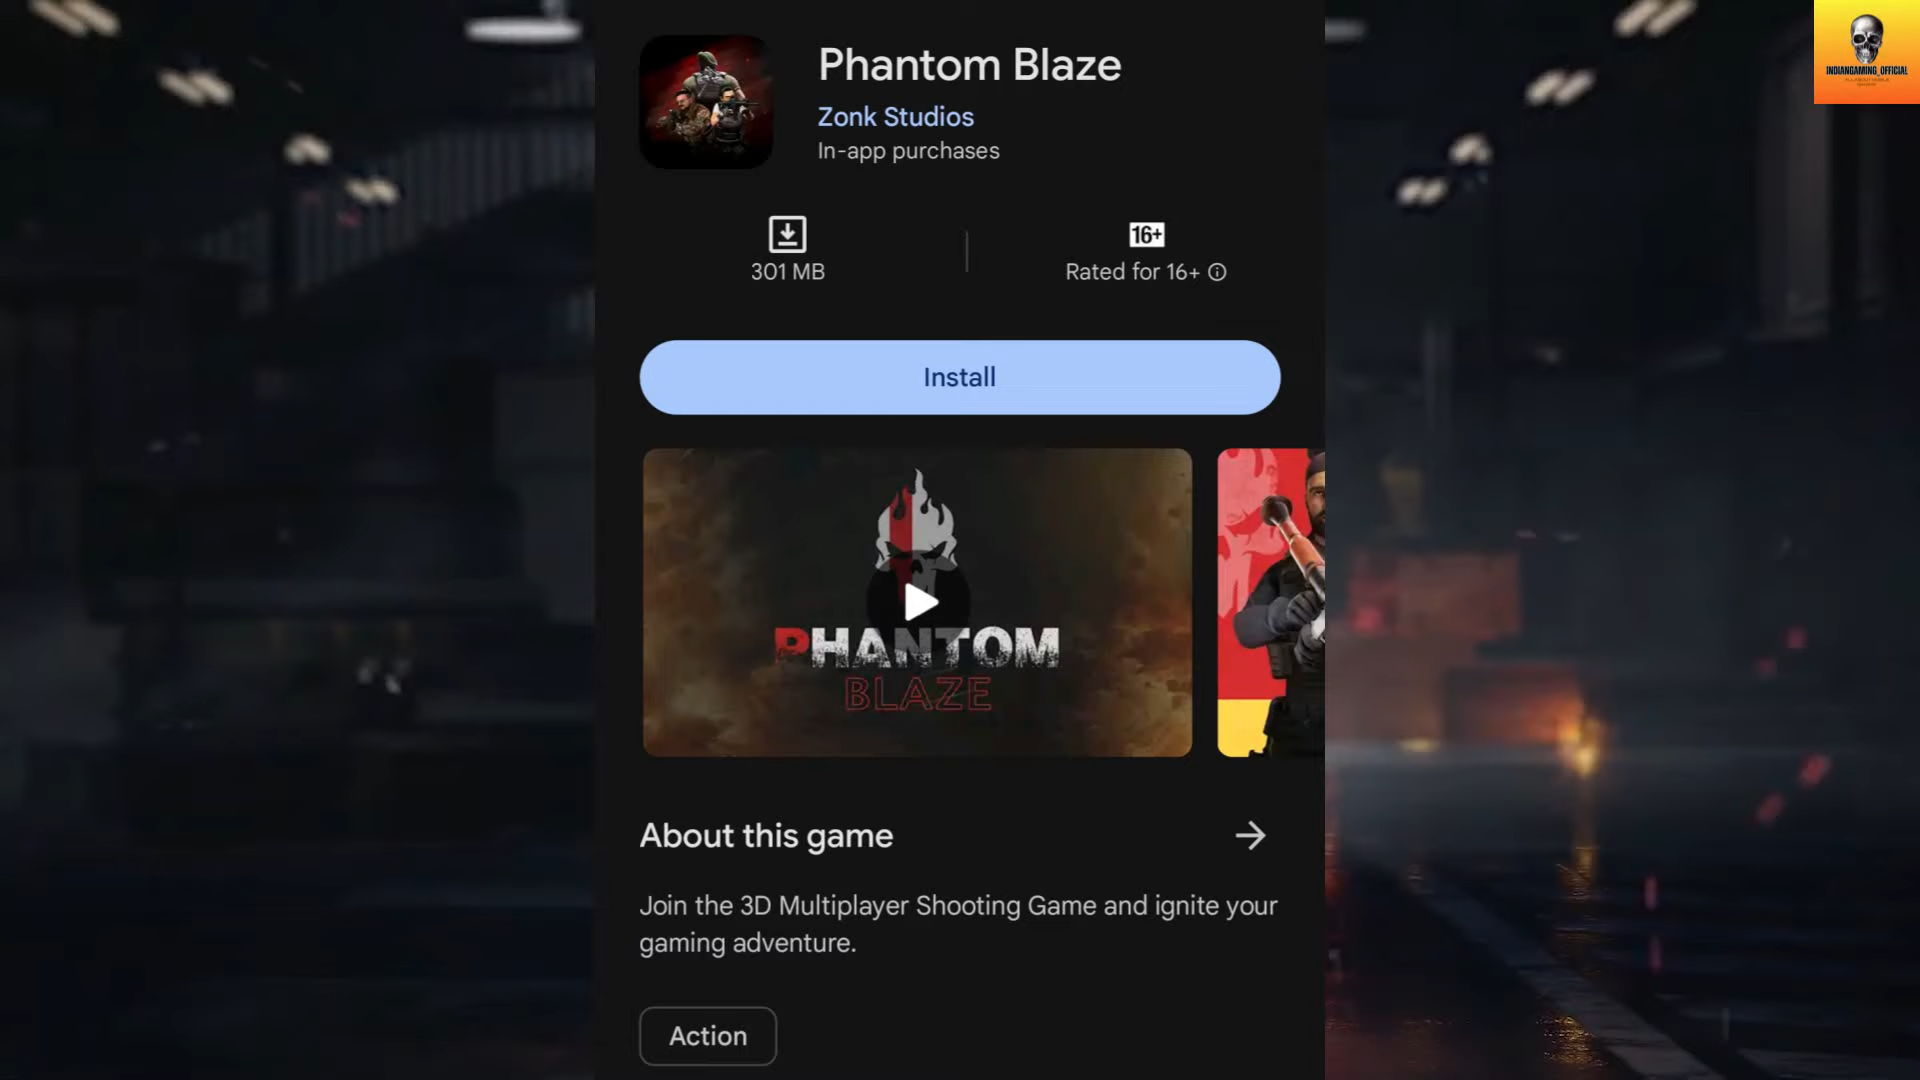 Phantom Blaze
Zonk Studios
In-app purchases
INDIANGAMING_OFFICIAL
16+
301 MB
Rated for 16+
Install
PHANTOM
BLAZE
About this game
Join the 3D Multiplayer Shooting Game and ignite your
gaming adventure.
Action